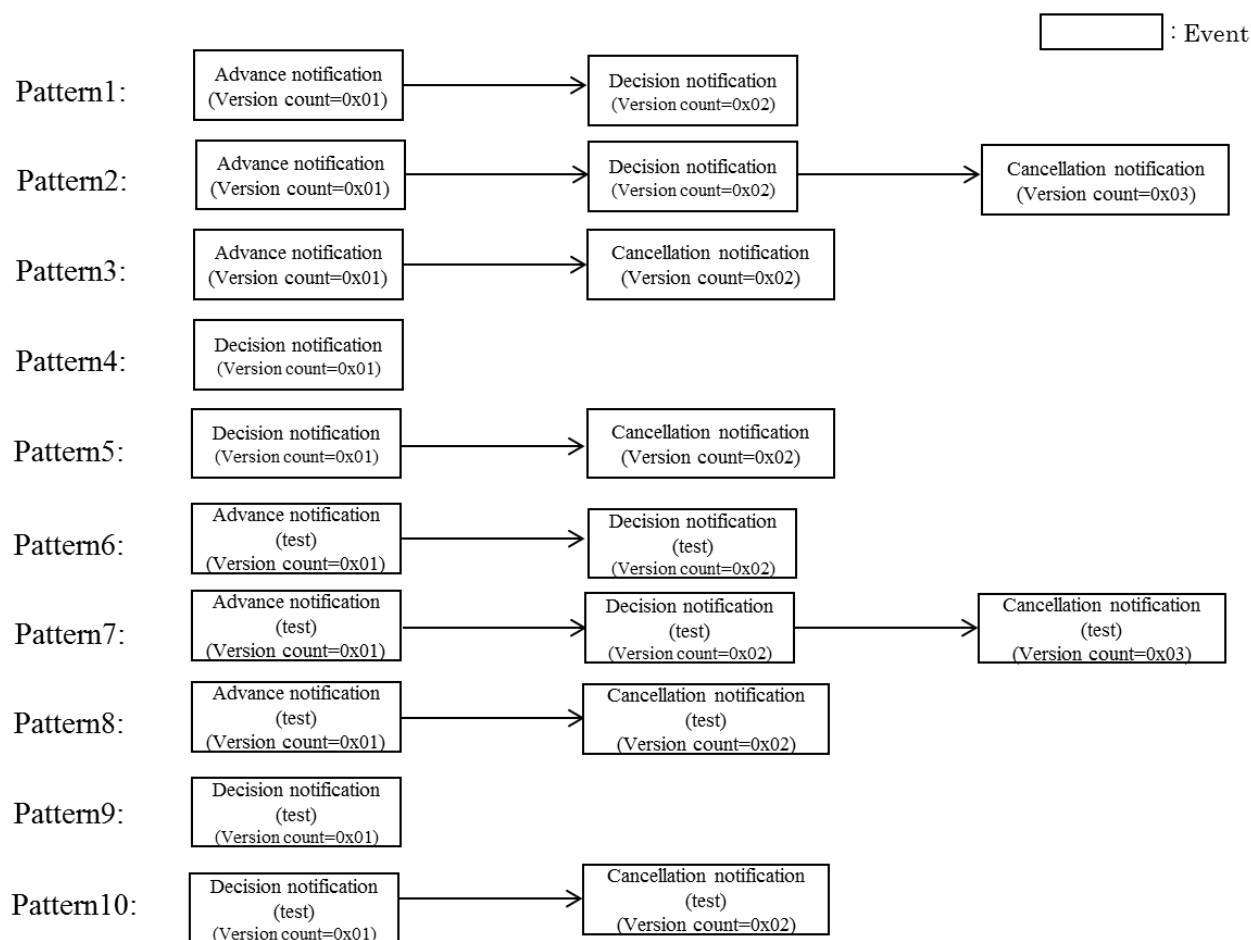 : Event
Pattern1:
Advance notification
(Version count=0x01)
Decision notification
(Version count=0x02)
Pattern2:
Advance notification
(Version count=0x01)
Decision notification
(Version count=0x02)
Cancellation notification
(Version count=0x03)
Pattern3:
Advance notification
(Version count=0x01)
Cancellation notification
(Version count=0x02)
Pattern4:
Decision notification
(Version count=0x01)
Pattern5:
Decision notification
(Version count=0x01)
Cancellation notification
(Version count=0x02)
Pattern6:
Advance notification
(test)
(Version count=0x01)
Decision notification
(test)
(Version count=0x02)
Pattern7:
Advance notification
(test)
(Version count=0x01)
Decision notification
(test)
(Version count=0x02)
Cancellation notification
(test)
(Version count=0x03)
Pattern8:
Advance notification
(test)
(Version count=0x01)
Cancellation notification
(test)
(Version count=0x02)
Pattern9:
Decision notification
(test)
(Version count=0x01)
Pattern10:
Decision notification
(test)
(Version count=0x01)
Cancellation notification
(test)
(Version count=0x02)